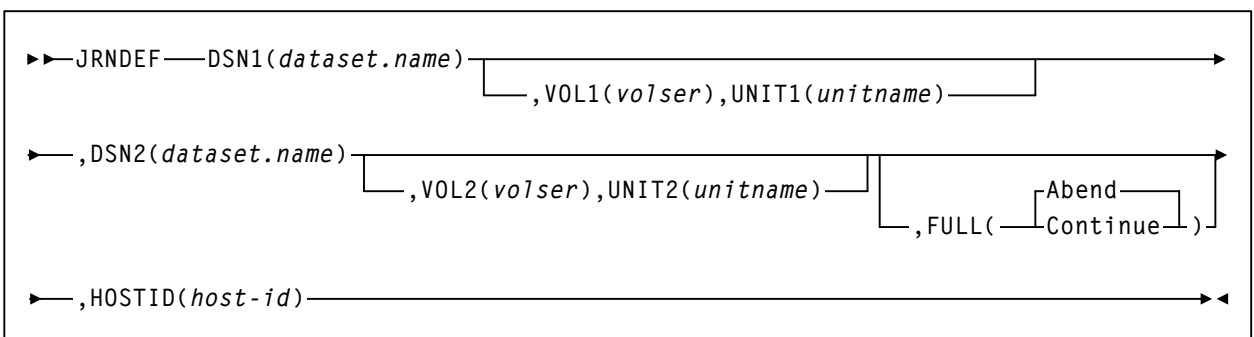 JRNDEF DSN1(dataset.name)
,VOL1(volser),UNIT1(unitname)
,DSN2(dataset.name)
,VOL2(volser),UNIT2(unitname)
Abend
,FULL( Continue )
,HOSTID(host-id)